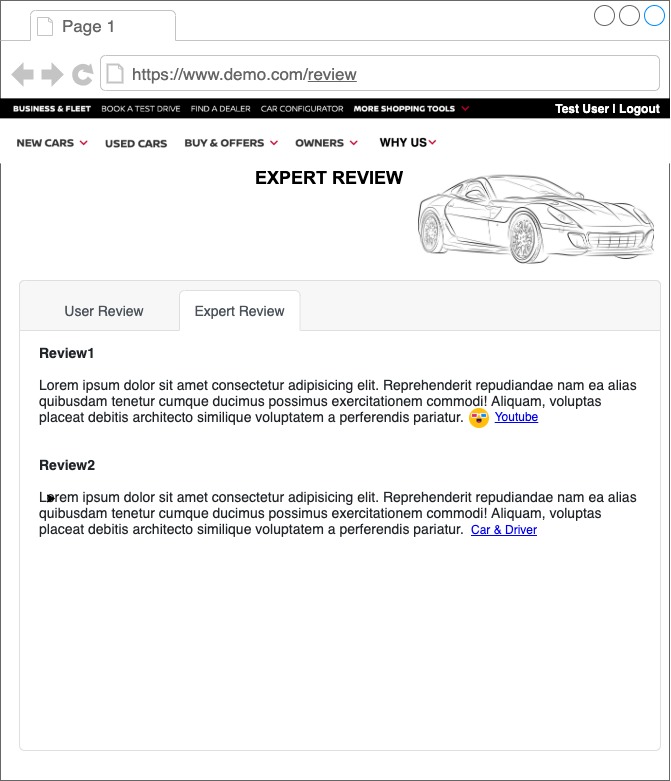 Page 1
https://www.demo.com/review
BUSINESS & FLEET BOOK A TEST DRIVE FIND A DEALER CAR CONFIGURATOR MORE SHOPPING TOOLS Test User | Logout
NEW CARS USED CARS BUY & OFFERS OWNERS WHY US
EXPERT REVIEW
User Review Expert Review
Review1
Lorem ipsum dolor sit amet consectetur adipisicing elit. Reprehenderit repudiandae nam ea alias
quibusdam tenetur cumque ducimus possimus exercitationem commodi! Aliquam, voluptas
placeat debitis architecto similique voluptatem a perferendis pariatur. Youtube
Review2
Lorem ipsum dolor sit amet consectetur adipisicing elit. Reprehenderit repudiandae nam ea alias
quibusdam tenetur cumque ducimus possimus exercitationem commodi! Aliquam, voluptas
placeat debitis architecto similique voluptatem a perferendis pariatur. Car & Driver